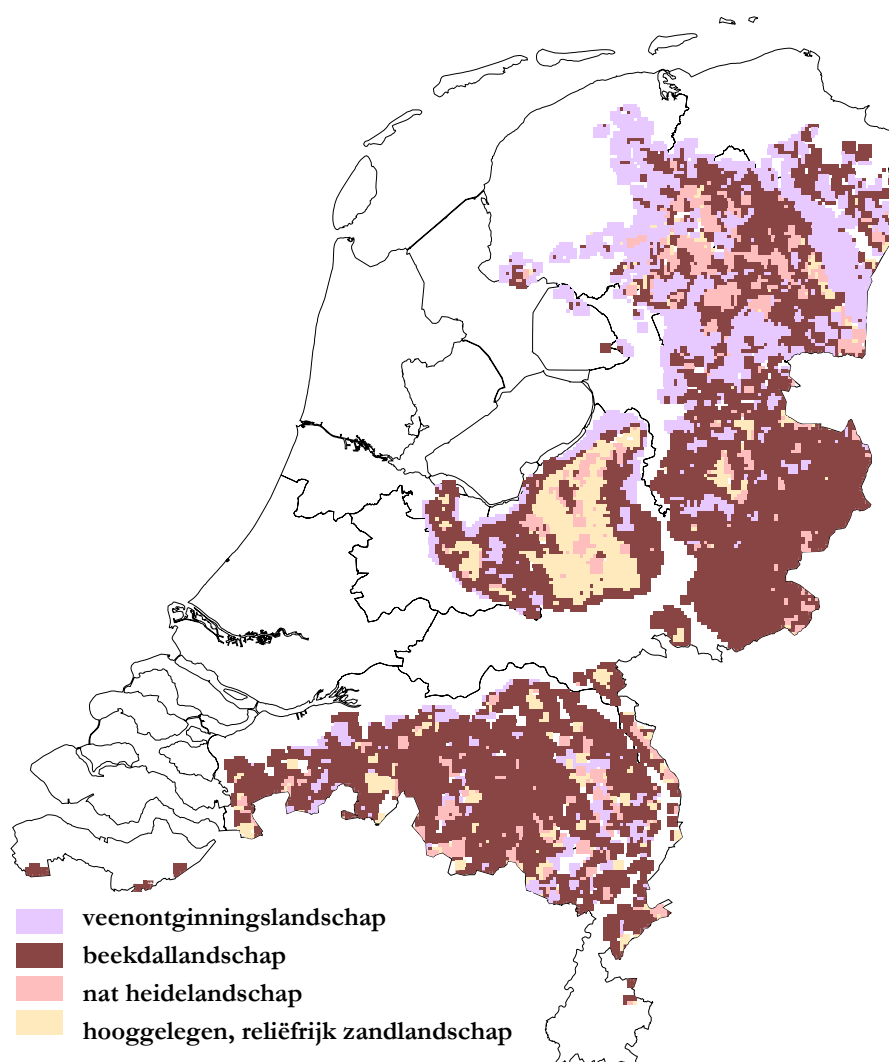 veenontginningslandschap
beekdallandschap
nat heidelandschap
hooggelegen, reliëfrijk zandlandschap